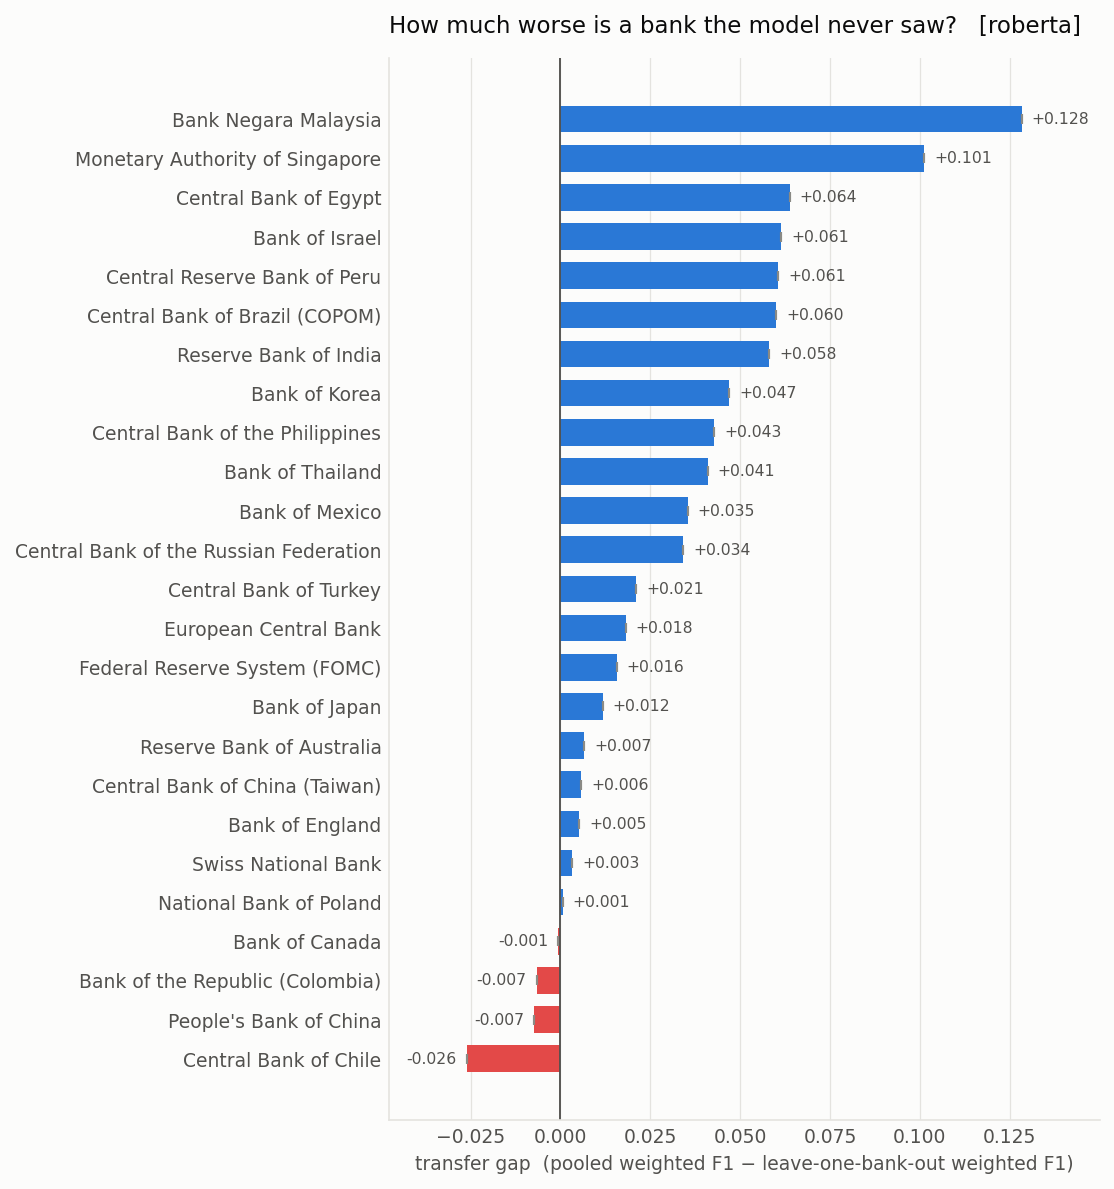 How much worse is a bank the model never saw?   [roberta]
Bank Negara Malaysia +0.128
Monetary Authority of Singapore +0.101
Central Bank of Egypt +0.064
Bank of Israel +0.061
Central Reserve Bank of Peru +0.061
Central Bank of Brazil (COPOM) +0.060
Reserve Bank of India +0.058
Bank of Korea +0.047
Central Bank of the Philippines +0.043
Bank of Thailand +0.041
Bank of Mexico +0.035
Central Bank of the Russian Federation +0.034
Central Bank of Turkey +0.021
European Central Bank +0.018
Federal Reserve System (FOMC) +0.016
Bank of Japan +0.012
Reserve Bank of Australia +0.007
Central Bank of China (Taiwan) +0.006
Bank of England +0.005
Swiss National Bank +0.003
National Bank of Poland +0.001
Bank of Canada -0.001
Bank of the Republic (Colombia) -0.007
People's Bank of China -0.007
Central Bank of Chile -0.026
−0.025 0.000 0.025 0.050 0.075 0.100 0.125
transfer gap  (pooled weighted F1 − leave-one-bank-out weighted F1)